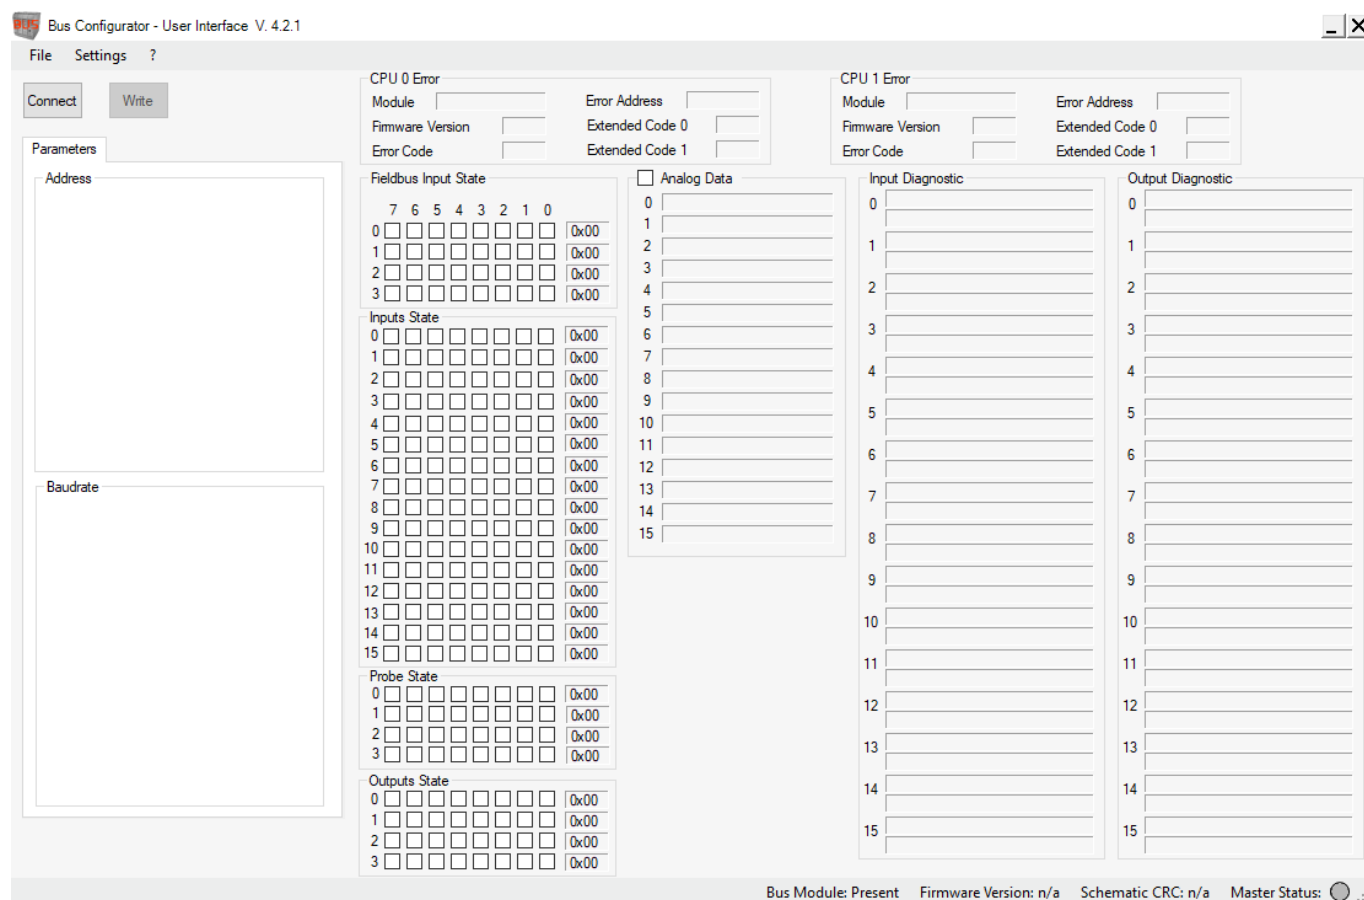 BUS Bus Configurator - User Interface V. 4.2.1
File Settings ?
Connect Write
Parameters
Address
Baudrate
CPU 0 Error
Module Error Address
Firmware Version Extended Code 0
Error Code Extended Code 1
CPU 1 Error
Module Error Address
Firmware Version Extended Code 0
Error Code Extended Code 1
Fieldbus Input State
7 6 5 4 3 2 1 0
0 0x00
1 0x00
2 0x00
3 0x00
Inputs State
0 0x00
1 0x00
2 0x00
3 0x00
4 0x00
5 0x00
6 0x00
7 0x00
8 0x00
9 0x00
10 0x00
11 0x00
12 0x00
13 0x00
14 0x00
15 0x00
Probe State
0 0x00
1 0x00
2 0x00
3 0x00
Outputs State
0 0x00
1 0x00
2 0x00
3 0x00
Analog Data
0
1
2
3
4
5
6
7
8
9
10
11
12
13
14
15
Input Diagnostic
0
1
2
3
4
5
6
7
8
9
10
11
12
13
14
15
Output Diagnostic
0
1
2
3
4
5
6
7
8
9
10
11
12
13
14
15
Bus Module: Present Firmware Version: n/a Schematic CRC: n/a Master Status: